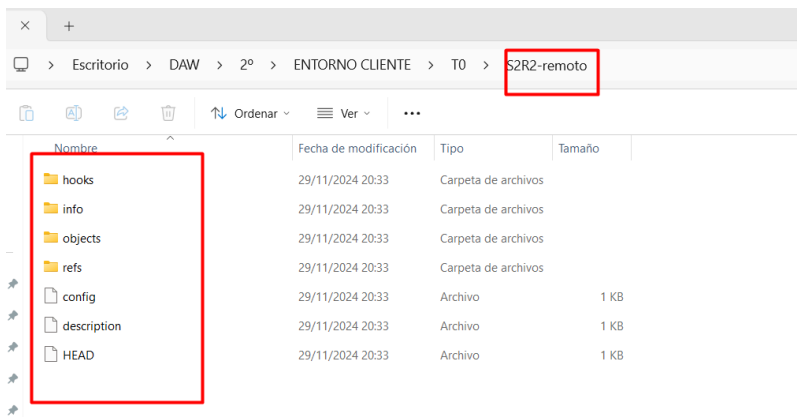 Escritorio > DAW > 2º > ENTORNO CLIENTE > T0 > S2R2-remoto
Ordenar Ver
Nombre Fecha de modificación Tipo Tamaño
hooks 29/11/2024 20:33 Carpeta de archivos
info 29/11/2024 20:33 Carpeta de archivos
objects 29/11/2024 20:33 Carpeta de archivos
refs 29/11/2024 20:33 Carpeta de archivos
config 29/11/2024 20:33 Archivo 1 KB
description 29/11/2024 20:33 Archivo 1 KB
HEAD 29/11/2024 20:33 Archivo 1 KB